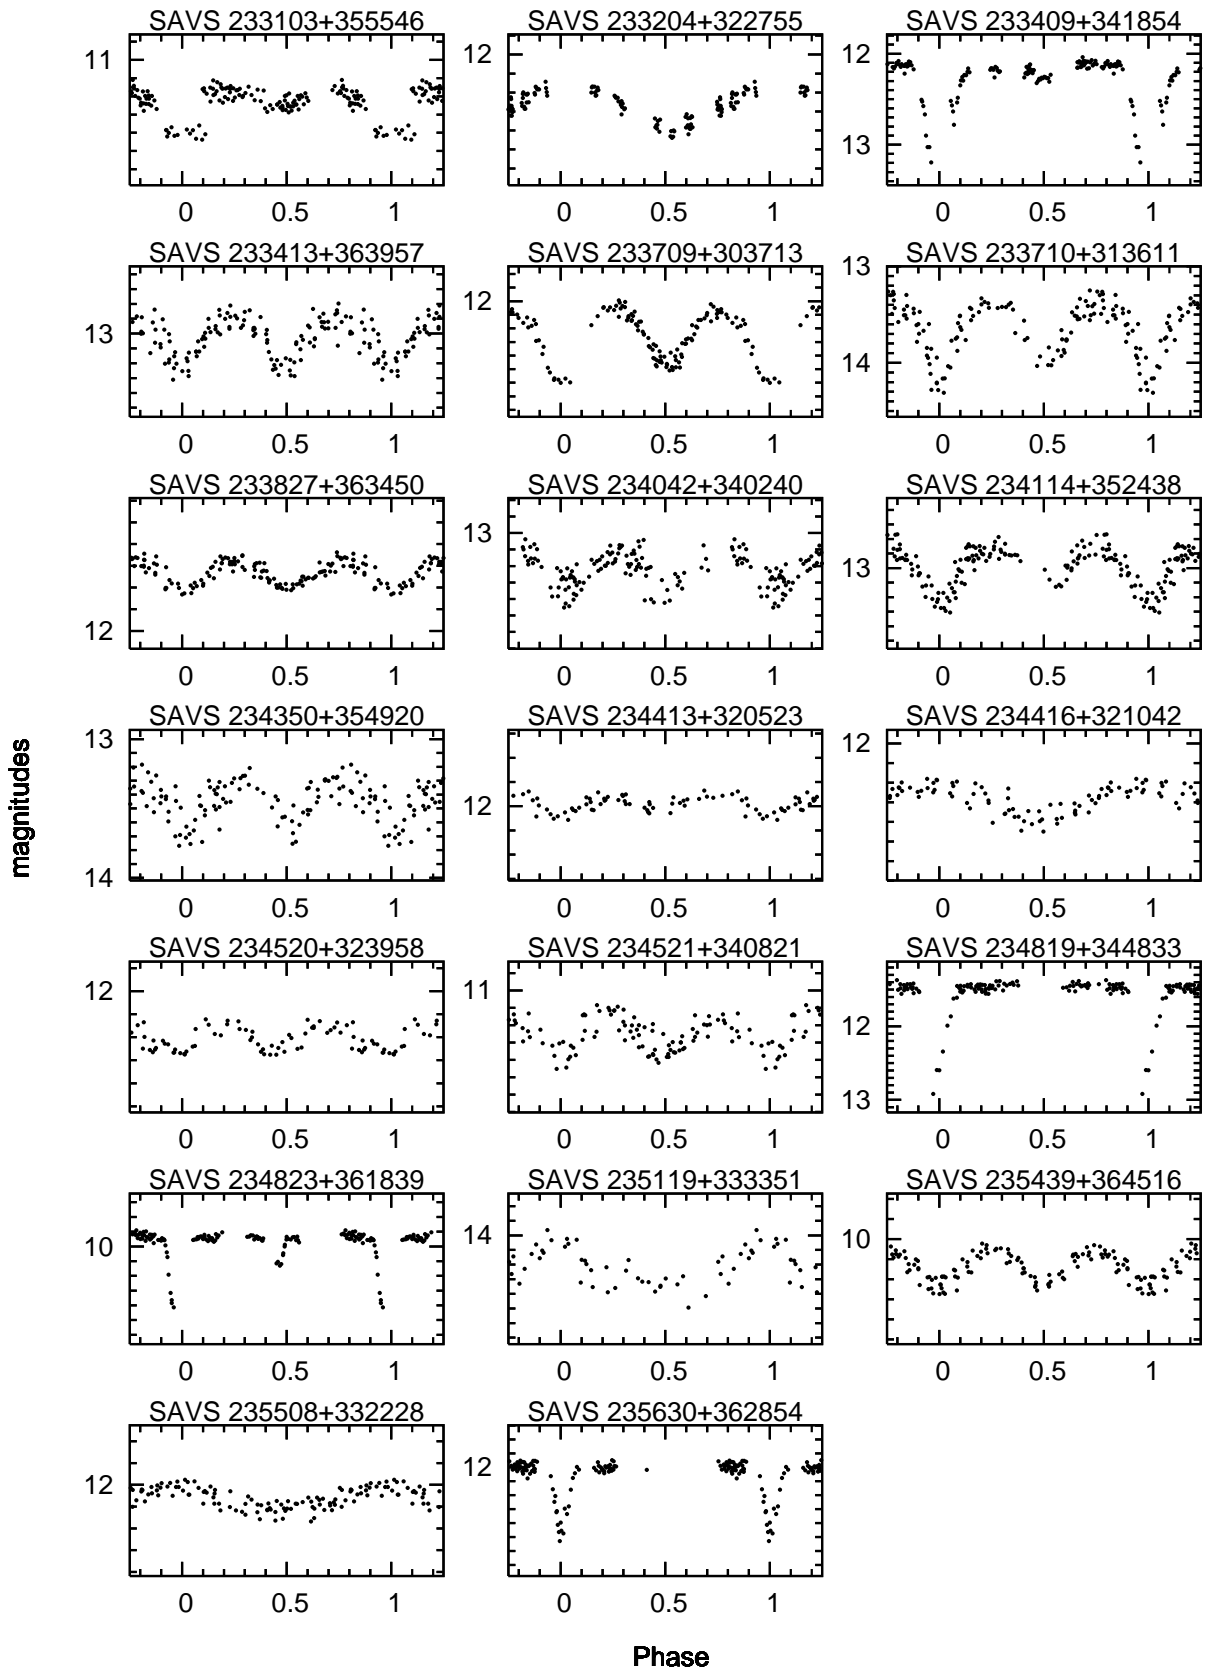 SAVS 233103+355546 SAVS 233204+322755 SAVS 233409+341854
11 12 12
13
0 0.5 1 0 0.5 1 0 0.5 1
SAVS 233413+363957 SAVS 233709+303713 SAVS 233710+313611
13 12 13
14
0 0.5 1 0 0.5 1 0 0.5 1
SAVS 233827+363450 SAVS 234042+340240 SAVS 234114+352438
12 13 13
0 0.5 1 0 0.5 1 0 0.5 1
SAVS 234350+354920 SAVS 234413+320523 SAVS 234416+321042
13 12 12
14
0 0.5 1 0 0.5 1 0 0.5 1
magnitudes
SAVS 234520+323958 SAVS 234521+340821 SAVS 234819+344833
12 11 12
13
0 0.5 1 0 0.5 1 0 0.5 1
SAVS 234823+361839 SAVS 235119+333351 SAVS 235439+364516
10 14 10
0 0.5 1 0 0.5 1 0 0.5 1
SAVS 235508+332228 SAVS 235630+362854
12 12
0 0.5 1 0 0.5 1
Phase